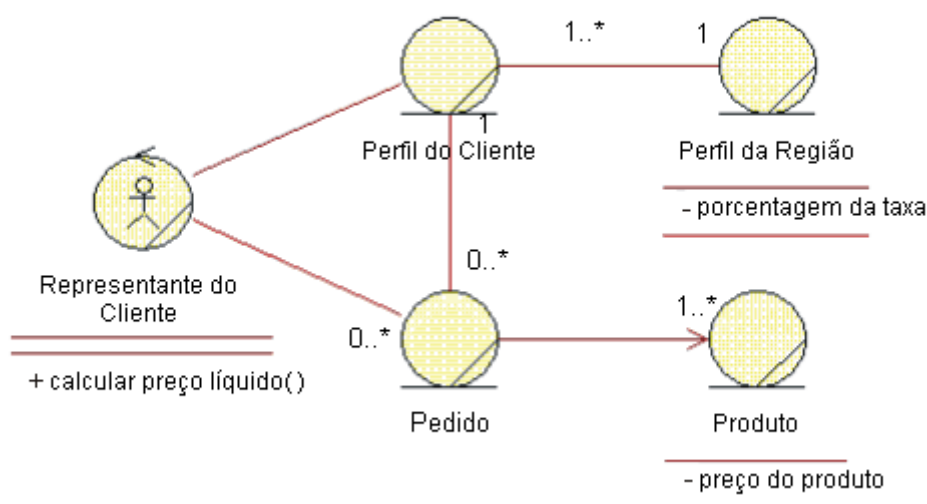 1..*
1
1
Perfil do Cliente
Perfil da Região
- porcentagem da taxa
Representante do
Cliente
+ calcular preço líquido( )
0..*
0..*
1..*
Pedido
Produto
- preço do produto